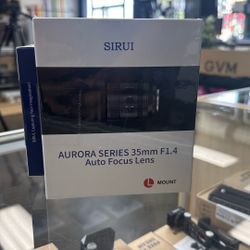 SIRUI
AURORA SERIES 35mm F1.4
Auto Focus Lens
L MOUNT
GVM